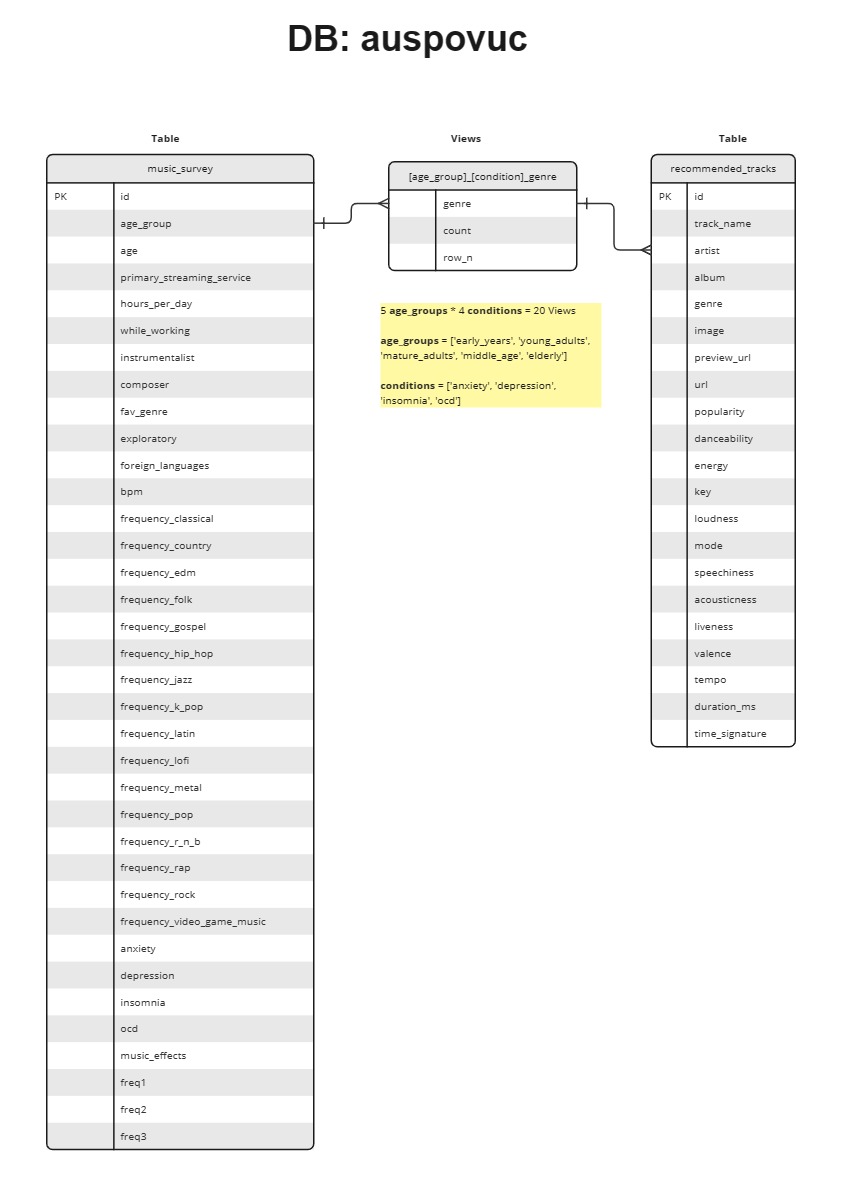 DB: auspovuc
Table
music_survey
PK id
age_group
age
primary_streaming_service
hours_per_day
while_working
instrumentalist
composer
fav_genre
exploratory
foreign_languages
bpm
frequency_classical
frequency_country
frequency_edm
frequency_folk
frequency_gospel
frequency_hip_hop
frequency_jazz
frequency_k_pop
frequency_latin
frequency_lofi
frequency_metal
frequency_pop
frequency_r_n_b
frequency_rap
frequency_rock
frequency_video_game_music
anxiety
depression
insomnia
ocd
music_effects
freq1
freq2
freq3
Views
[age_group]_[condition]_genre
genre
count
row_n
5 age_groups * 4 conditions = 20 Views
age_groups = ['early_years', 'young_adults',
'mature_adults', 'middle_age', 'elderly']
conditions = ['anxiety', 'depression',
'insomnia', 'ocd']
Table
recommended_tracks
PK id
track_name
artist
album
genre
image
preview_url
url
popularity
danceability
energy
key
loudness
mode
speechiness
acousticness
liveness
valence
tempo
duration_ms
time_signature